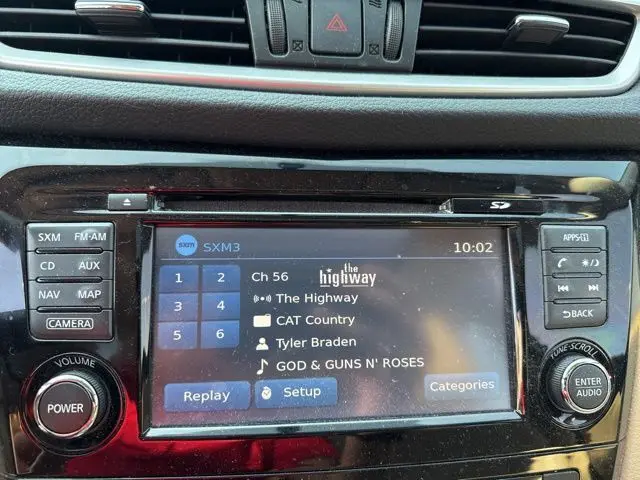 SD
SXM FM·AM
CD AUX
NAV MAP
CAMERA
VOLUME
POWER
sxm SXM3 10:02
1 2
3 4
5 6
Ch 56
the highway
The Highway
CAT Country
Tyler Braden
GOD & GUNS N' ROSES
Replay
Setup
Categories
APPS
BACK
TUNE·SCROLL
ENTER
AUDIO